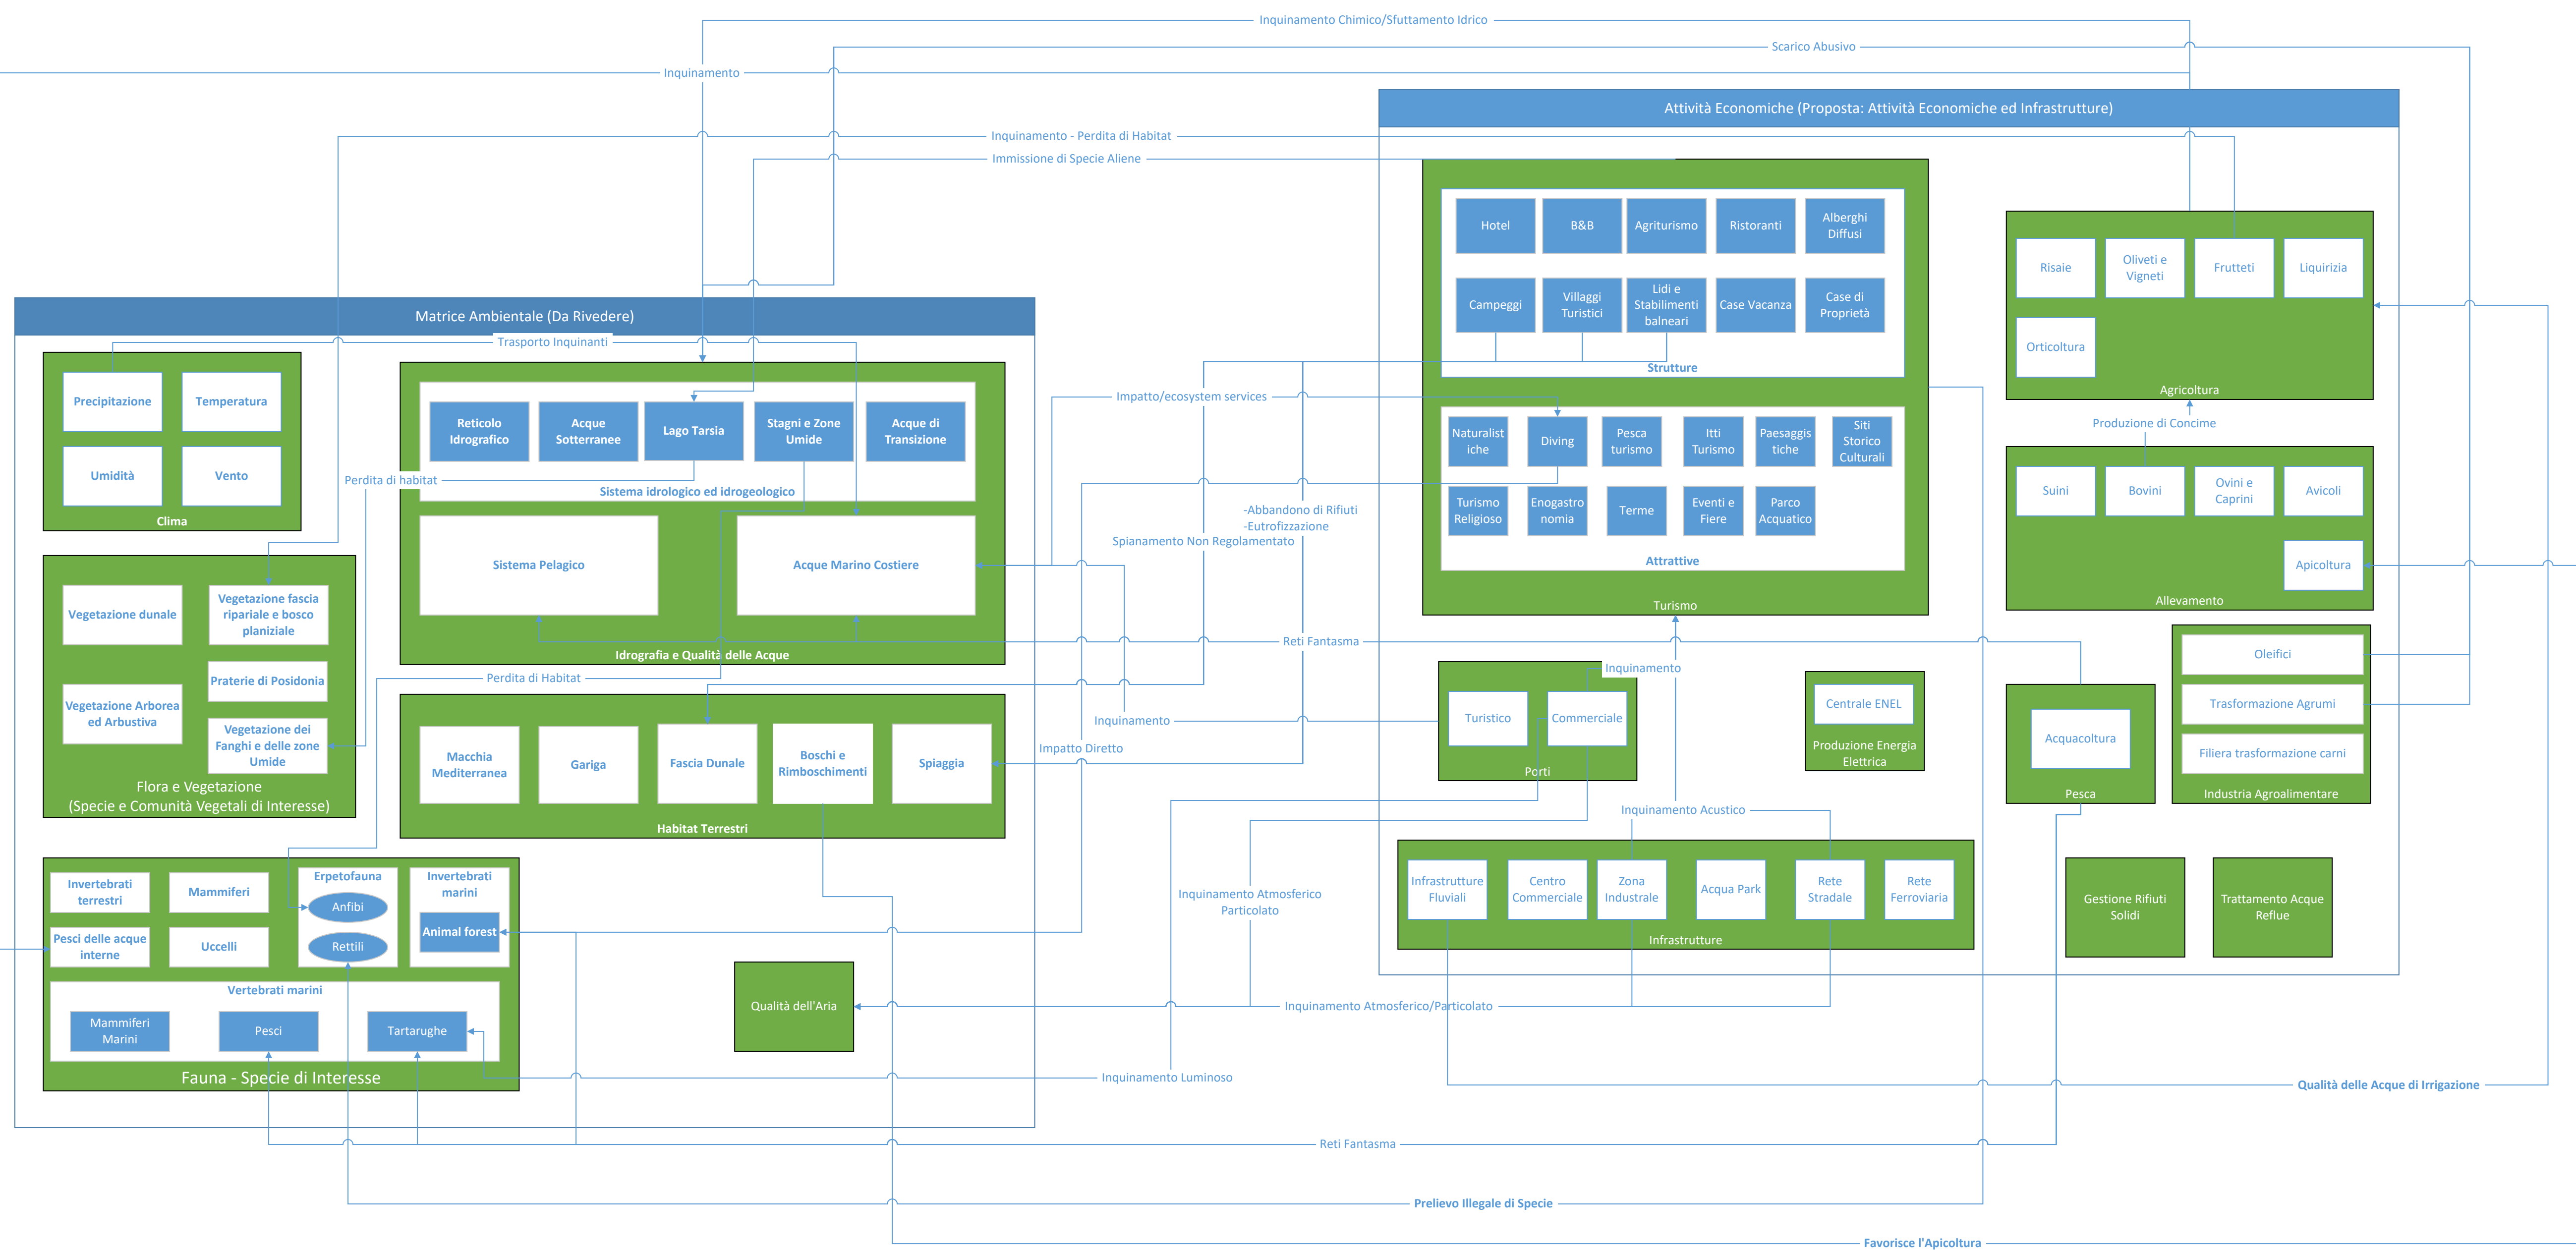 Inquinamento Chimico/Sfuttamento Idrico
Scarico Abusivo
Inquinamento
Attività Economiche (Proposta: Attività Economiche ed Infrastrutture)
Inquinamento - Perdita di Habitat
Immissione di Specie Aliene
Matrice Ambientale (Da Rivedere)
Trasporto Inquinanti
Precipitazione
Temperatura
Umidità
Vento
Clima
Reticolo
Idrografico
Acque
Sotterranee
Lago Tarsia
Stagni e Zone
Umide
Acque di
Transizione
Perdita di habitat
Sistema idrologico ed idrogeologico
Sistema Pelagico
Acque Marino Costiere
Idrografia e Qualità delle Acque
Vegetazione dunale
Vegetazione fascia
ripariale e bosco
planiziale
Praterie di Posidonia
Vegetazione Arborea
ed Arbustiva
Vegetazione dei
Fanghi e delle zone
Umide
Flora e Vegetazione
(Specie e Comunità Vegetali di Interesse)
Perdita di Habitat
Macchia
Mediterranea
Gariga
Fascia Dunale
Boschi e
Rimboschimenti
Spiaggia
Habitat Terrestri
Invertebrati
terrestri
Mammiferi
Erpetofauna
Anfibi
Rettili
Invertebrati
marini
Animal forest
Pesci delle acque
interne
Uccelli
Vertebrati marini
Mammiferi
Marini
Pesci
Tartarughe
Fauna - Specie di Interesse
Qualità dell'Aria
Impatto/ecosystem services
-Abbandono di Rifiuti
-Eutrofizzazione
Spianamento Non Regolamentato
Reti Fantasma
Inquinamento
Impatto Diretto
Inquinamento Atmosferico
Particolato
Inquinamento Atmosferico/Particolato
Inquinamento Luminoso
Reti Fantasma
Prelievo Illegale di Specie
Favorisce l'Apicoltura
Qualità delle Acque di Irrigazione
Hotel
B&B
Agriturismo
Ristoranti
Alberghi
Diffusi
Campeggi
Villaggi
Turistici
Lidi e
Stabilimenti
balneari
Case Vacanza
Case di
Proprietà
Strutture
Naturalist
iche
Diving
Pesca
turismo
Itti
Turismo
Paesaggis
tiche
Siti
Storico
Culturali
Turismo
Religioso
Enogastro
nomia
Terme
Eventi e
Fiere
Parco
Acquatico
Attrattive
Turismo
Inquinamento
Turistico
Commerciale
Porti
Centrale ENEL
Produzione Energia
Elettrica
Inquinamento Acustico
Infrastrutture
Fluviali
Centro
Commerciale
Zona
Industrale
Acqua Park
Rete
Stradale
Rete
Ferroviaria
Infrastrutture
Risaie
Oliveti e
Vigneti
Frutteti
Liquirizia
Orticoltura
Agricoltura
Produzione di Concime
Suini
Bovini
Ovini e
Caprini
Avicoli
Apicoltura
Allevamento
Oleifici
Trasformazione Agrumi
Filiera trasformazione carni
Industria Agroalimentare
Acquacoltura
Pesca
Gestione Rifiuti
Solidi
Trattamento Acque
Reflue